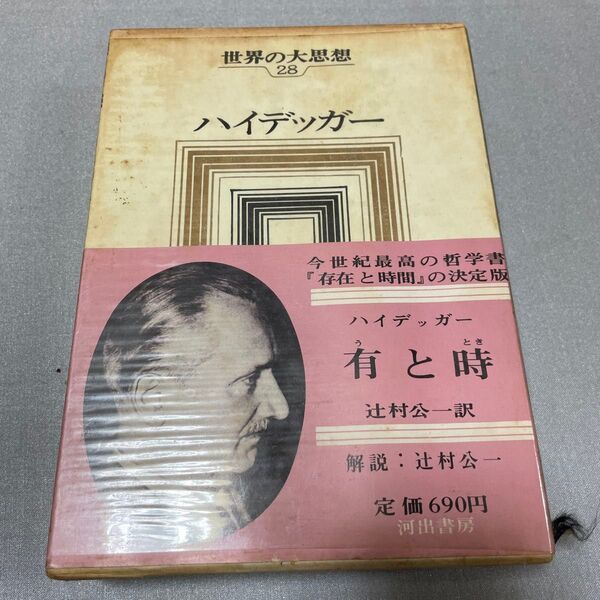 世界の大思想
28
ハイデッガー
今世紀最高の哲学書
『存在と時間』の決定版
ハイデッガー
う とき
有と時
辻村公一訳
解説：辻村公一
定価690円
河出書房